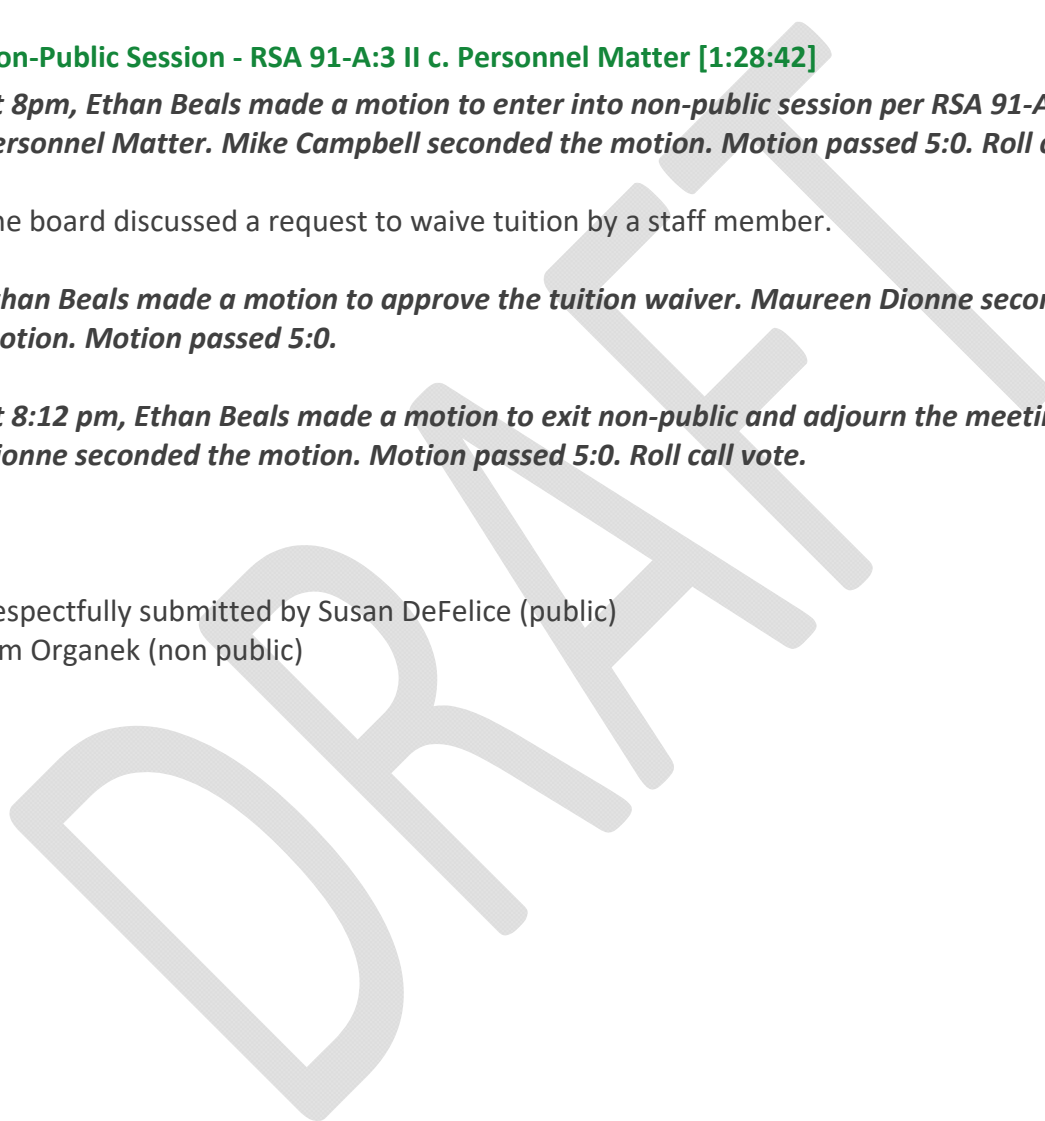 on-Public Session - RSA 91-A:3 II c. Personnel Matter [1:28:42]
t 8pm, Ethan Beals made a motion to enter into non-public session per RSA 91-A
ersonnel Matter. Mike Campbell seconded the motion. Motion passed 5:0. Roll
he board discussed a request to waive tuition by a staff member.
than Beals made a motion to approve the tuition waiver. Maureen Dionne secon
otion. Motion passed 5:0.
t 8:12 pm, Ethan Beals made a motion to exit non-public and adjourn the meetin
ionne seconded the motion. Motion passed 5:0. Roll call vote.
espectfully submitted by Susan DeFelice (public)
m Organek (non public)
DRAFT